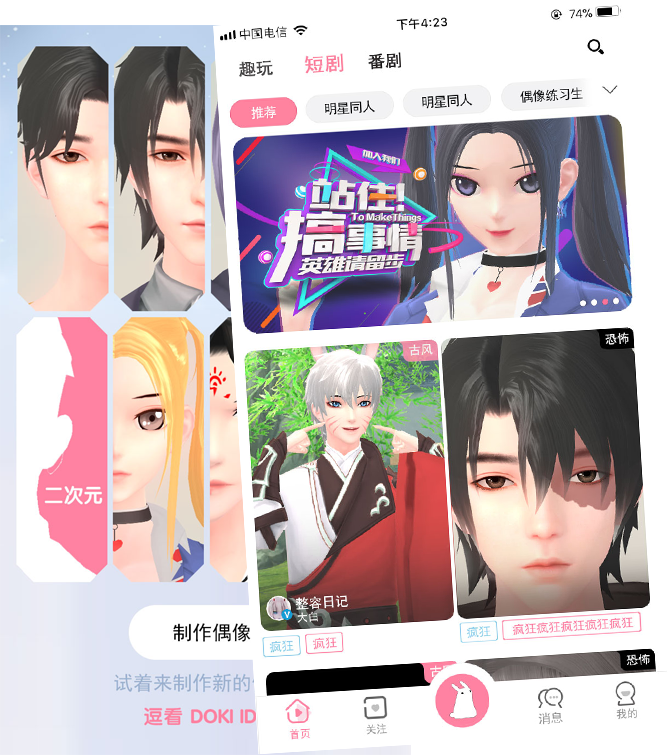 中国电信
下午4:23
74%
趣玩
短剧
番剧
推荐
明星同人
明星同人
偶像练习生
加入我们
站住!
To Make Things
搞事情
英雄请留步
古风
恐怖
二次元
整容日记
大白
疯狂
疯狂
疯狂
疯狂疯狂疯狂疯狂疯狂
制作偶像
试着来制作新的
逗看 DOKI ID
恐怖
首页
关注
消息
我的